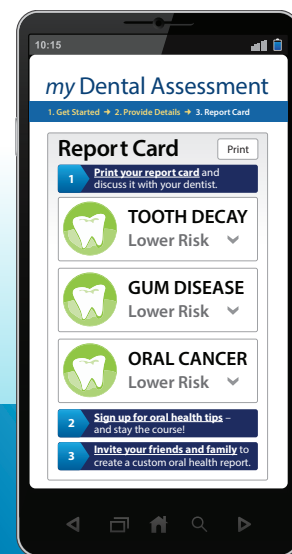 10:15
my Dental Assessment
1. Get Started → 2. Provide Details → 3. Report Card
Report Card
Print
1 Print your report card and
discuss it with your dentist.
TOOTH DECAY
Lower Risk
GUM DISEASE
Lower Risk
ORAL CANCER
Lower Risk
2 Sign up for oral health tips –
and stay the course!
3 Invite your friends and family to
create a custom oral health report.